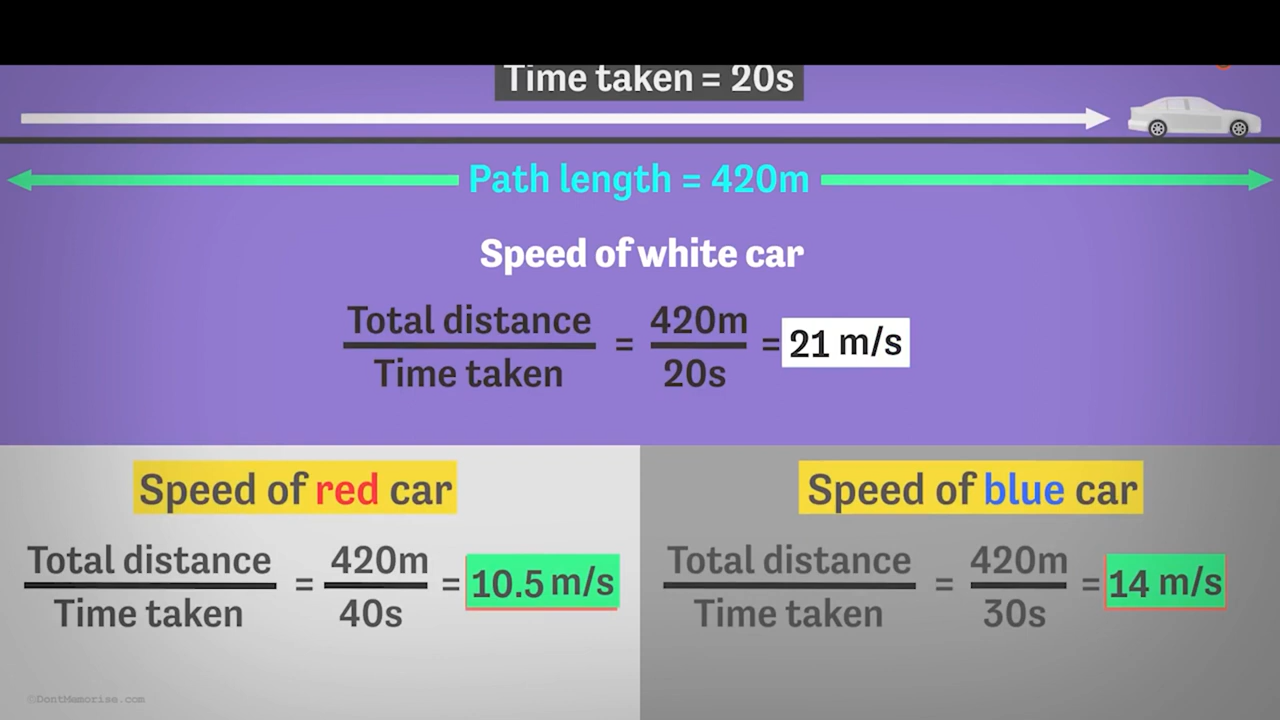 Time taken = 20s
Path length = 420m
Speed of white car
Total distance
Time taken
=
420m
20s
= 21 m/s
Speed of red car
Total distance
Time taken
=
420m
40s
= 10.5 m/s
Speed of blue car
Total distance
Time taken
=
420m
30s
= 14 m/s
©DontMemorise.com